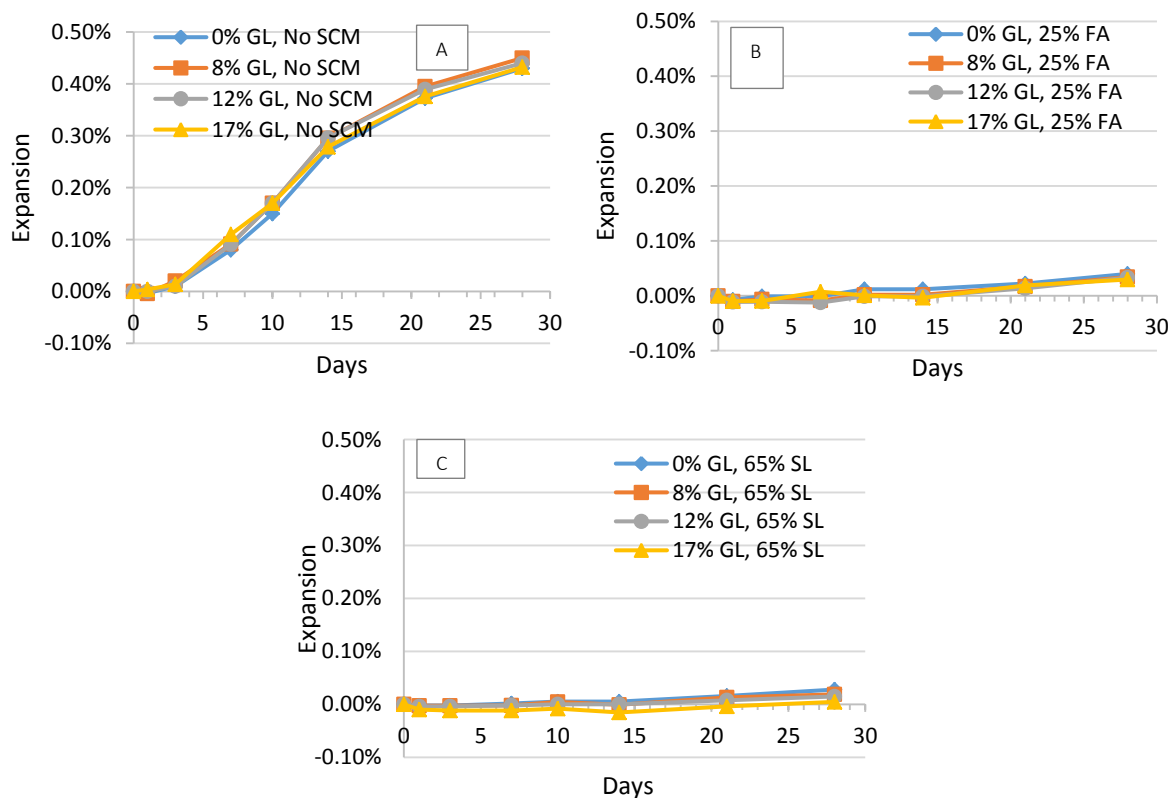 A
0.50%
0.40%
0.30%
0.20%
0.10%
0.00%
-0.10%
0% GL, No SCM
8% GL, No SCM
12% GL, No SCM
17% GL, No SCM
Expansion
0 5 10 15 20 25 30
Days
B
0.50%
0.40%
0.30%
0.20%
0.10%
0.00%
-0.10%
0% GL, 25% FA
8% GL, 25% FA
12% GL, 25% FA
17% GL, 25% FA
Expansion
0 5 10 15 20 25 30
Days
C
0.50%
0.40%
0.30%
0.20%
0.10%
0.00%
-0.10%
0% GL, 65% SL
8% GL, 65% SL
12% GL, 65% SL
17% GL, 65% SL
Expansion
0 5 10 15 20 25 30
Days